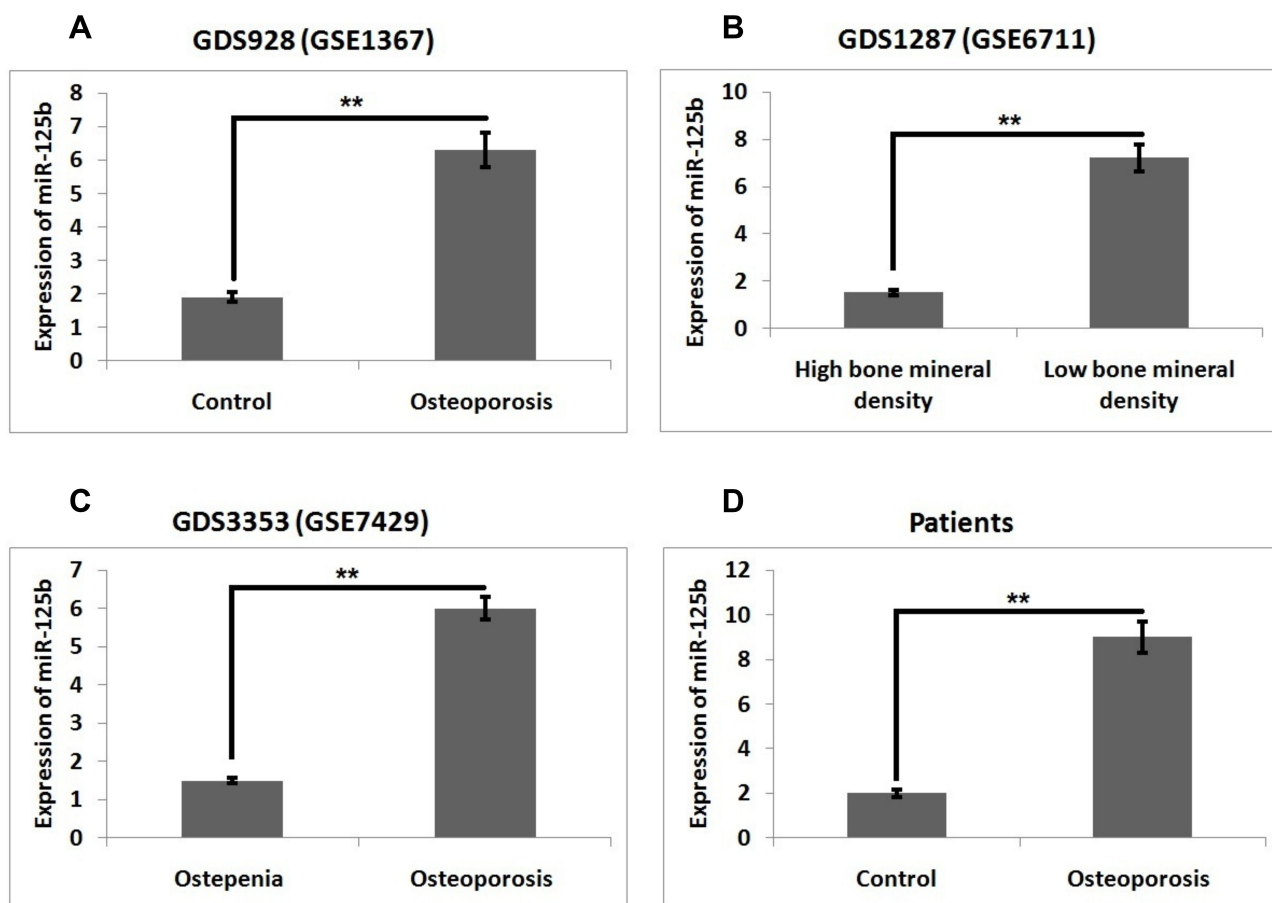 A
GDS928 (GSE1367)
Expression of miR-125b
8
7
6
5
4
3
2
1
0
**
Control
Osteoporosis
B
GDS1287 (GSE6711)
Expression of miR-125b
10
8
6
4
2
0
**
High bone mineral
density
Low bone mineral
density
C
GDS3353 (GSE7429)
Expression of miR-125b
7
6
5
4
3
2
1
0
**
Ostepenia
Osteoporosis
D
Patients
Expression of miR-125b
12
10
8
6
4
2
0
**
Control
Osteoporosis